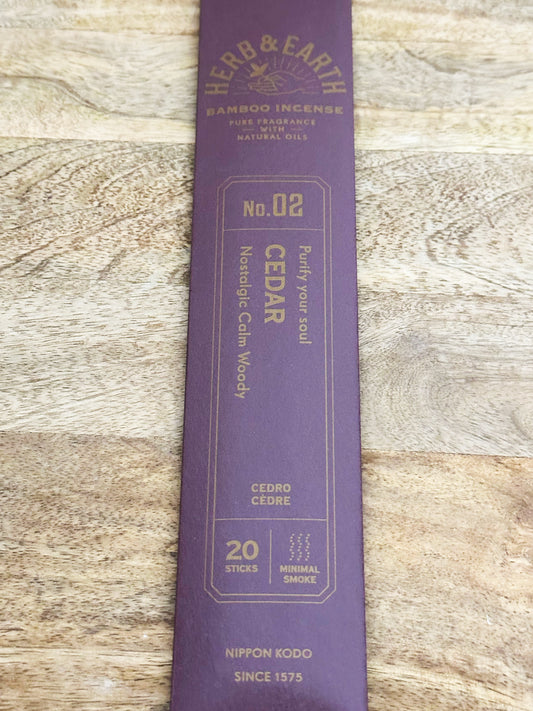 HERB & EARTH
BAMBOO INCENSE
PURE FRAGRANCE
WITH
NATURAL OILS
No.02
Purify your soul
CEDAR
Nostalgic Calm Woody
CEDRO
CÈDRE
20
STICKS
MINIMAL
SMOKE
NIPPON KODO
SINCE 1575